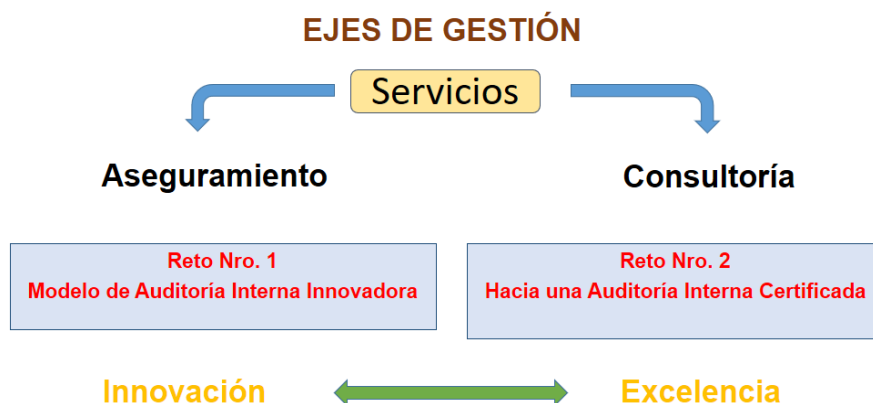 EJES DE GESTIÓN
Servicios
Aseguramiento
Consultoría
Reto Nro. 1
Modelo de Auditoría Interna Innovadora
Reto Nro. 2
Hacia una Auditoría Interna Certificada
Innovación
Excelencia